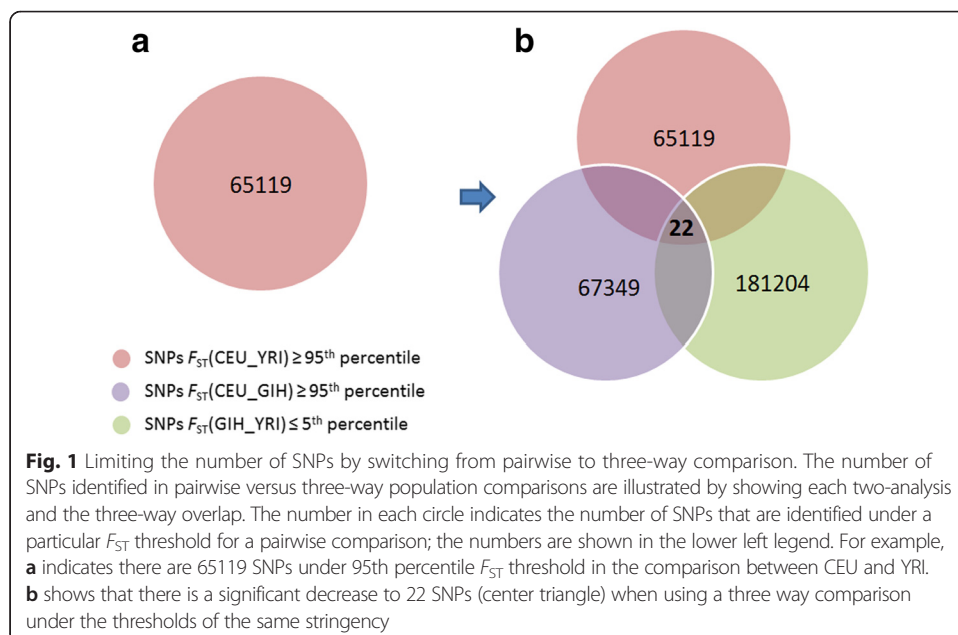 a
b
65119
65119
22
67349
181204
SNPs FST(CEU_YRI) ≥ 95th percentile
SNPs FST(CEU_GIH) ≥ 95th percentile
SNPs FST(GIH_YRI) ≤ 5th percentile
Fig. 1 Limiting the number of SNPs by switching from pairwise to three-way comparison. The number of
SNPs identified in pairwise versus three-way population comparisons are illustrated by showing each two-analysis
and the three-way overlap. The number in each circle indicates the number of SNPs that are identified under a
particular FST threshold for a pairwise comparison; the numbers are shown in the lower left legend. For example,
a indicates there are 65119 SNPs under 95th percentile FST threshold in the comparison between CEU and YRI.
b shows that there is a significant decrease to 22 SNPs (center triangle) when using a three way comparison
under the thresholds of the same stringency